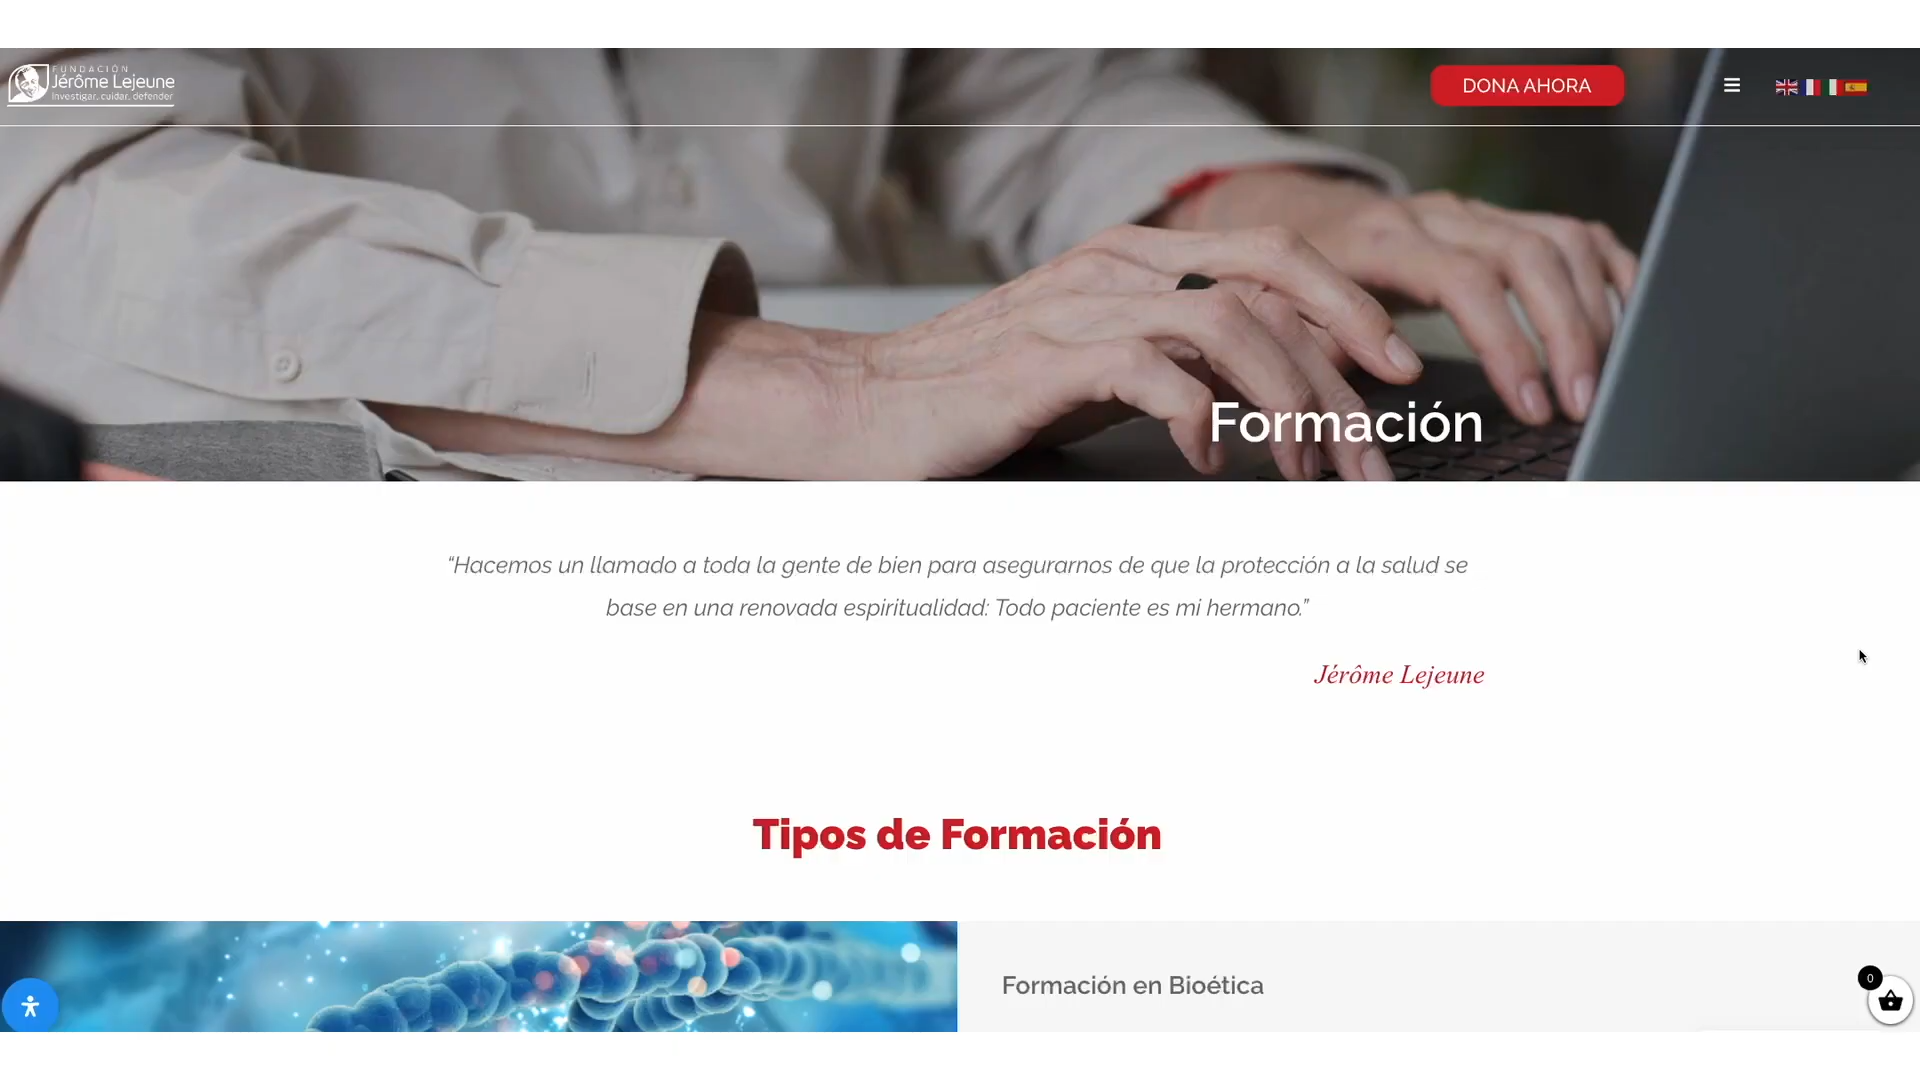 FUNDACIÓN
Jérôme Lejeune
Investigar, cuidar, defender
DONA AHORA
Formación
“Hacemos un llamado a toda la gente de bien para asegurarnos de que la protección a la salud se
base en una renovada espiritualidad: Todo paciente es mi hermano.”
Jérôme Lejeune
Tipos de Formación
Formación en Bioética
0